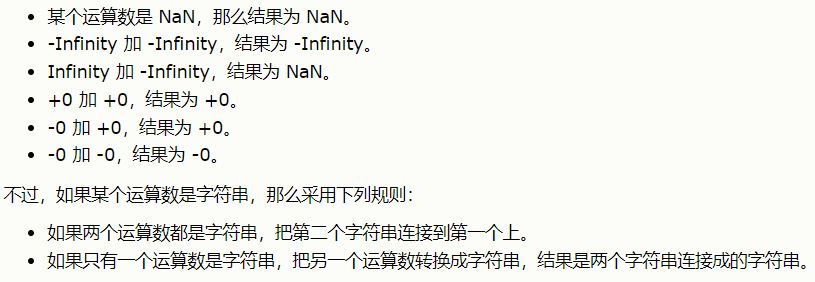 • 某个运算数是 NaN，那么结果为 NaN。
• -Infinity 加 -Infinity，结果为 -Infinity。
• Infinity 加 -Infinity，结果为 NaN。
• +0 加 +0，结果为 +0。
• -0 加 +0，结果为 +0。
• -0 加 -0，结果为 -0。
不过，如果某个运算数是字符串，那么采用下列规则：
• 如果两个运算数都是字符串，把第二个字符串连接到第一个上。
• 如果只有一个运算数是字符串，把另一个运算数转换成字符串，结果是两个字符串连接成的字符串。